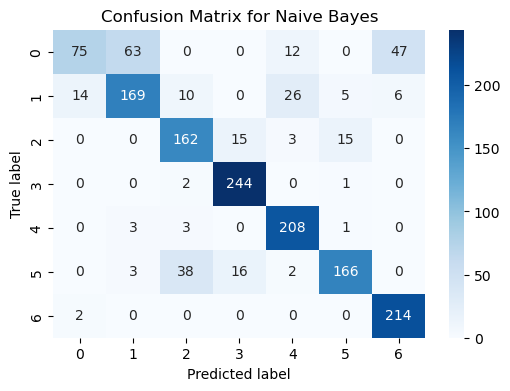 Confusion Matrix for Naive Bayes
0 75 63 0 0 12 0 47
1 14 169 10 0 26 5 6
2 0 0 162 15 3 15 0
3 0 0 2 244 0 1 0
4 0 3 3 0 208 1 0
5 0 3 38 16 2 166 0
6 2 0 0 0 0 0 214
0 1 2 3 4 5 6
True label
Predicted label
200
150
100
50
0